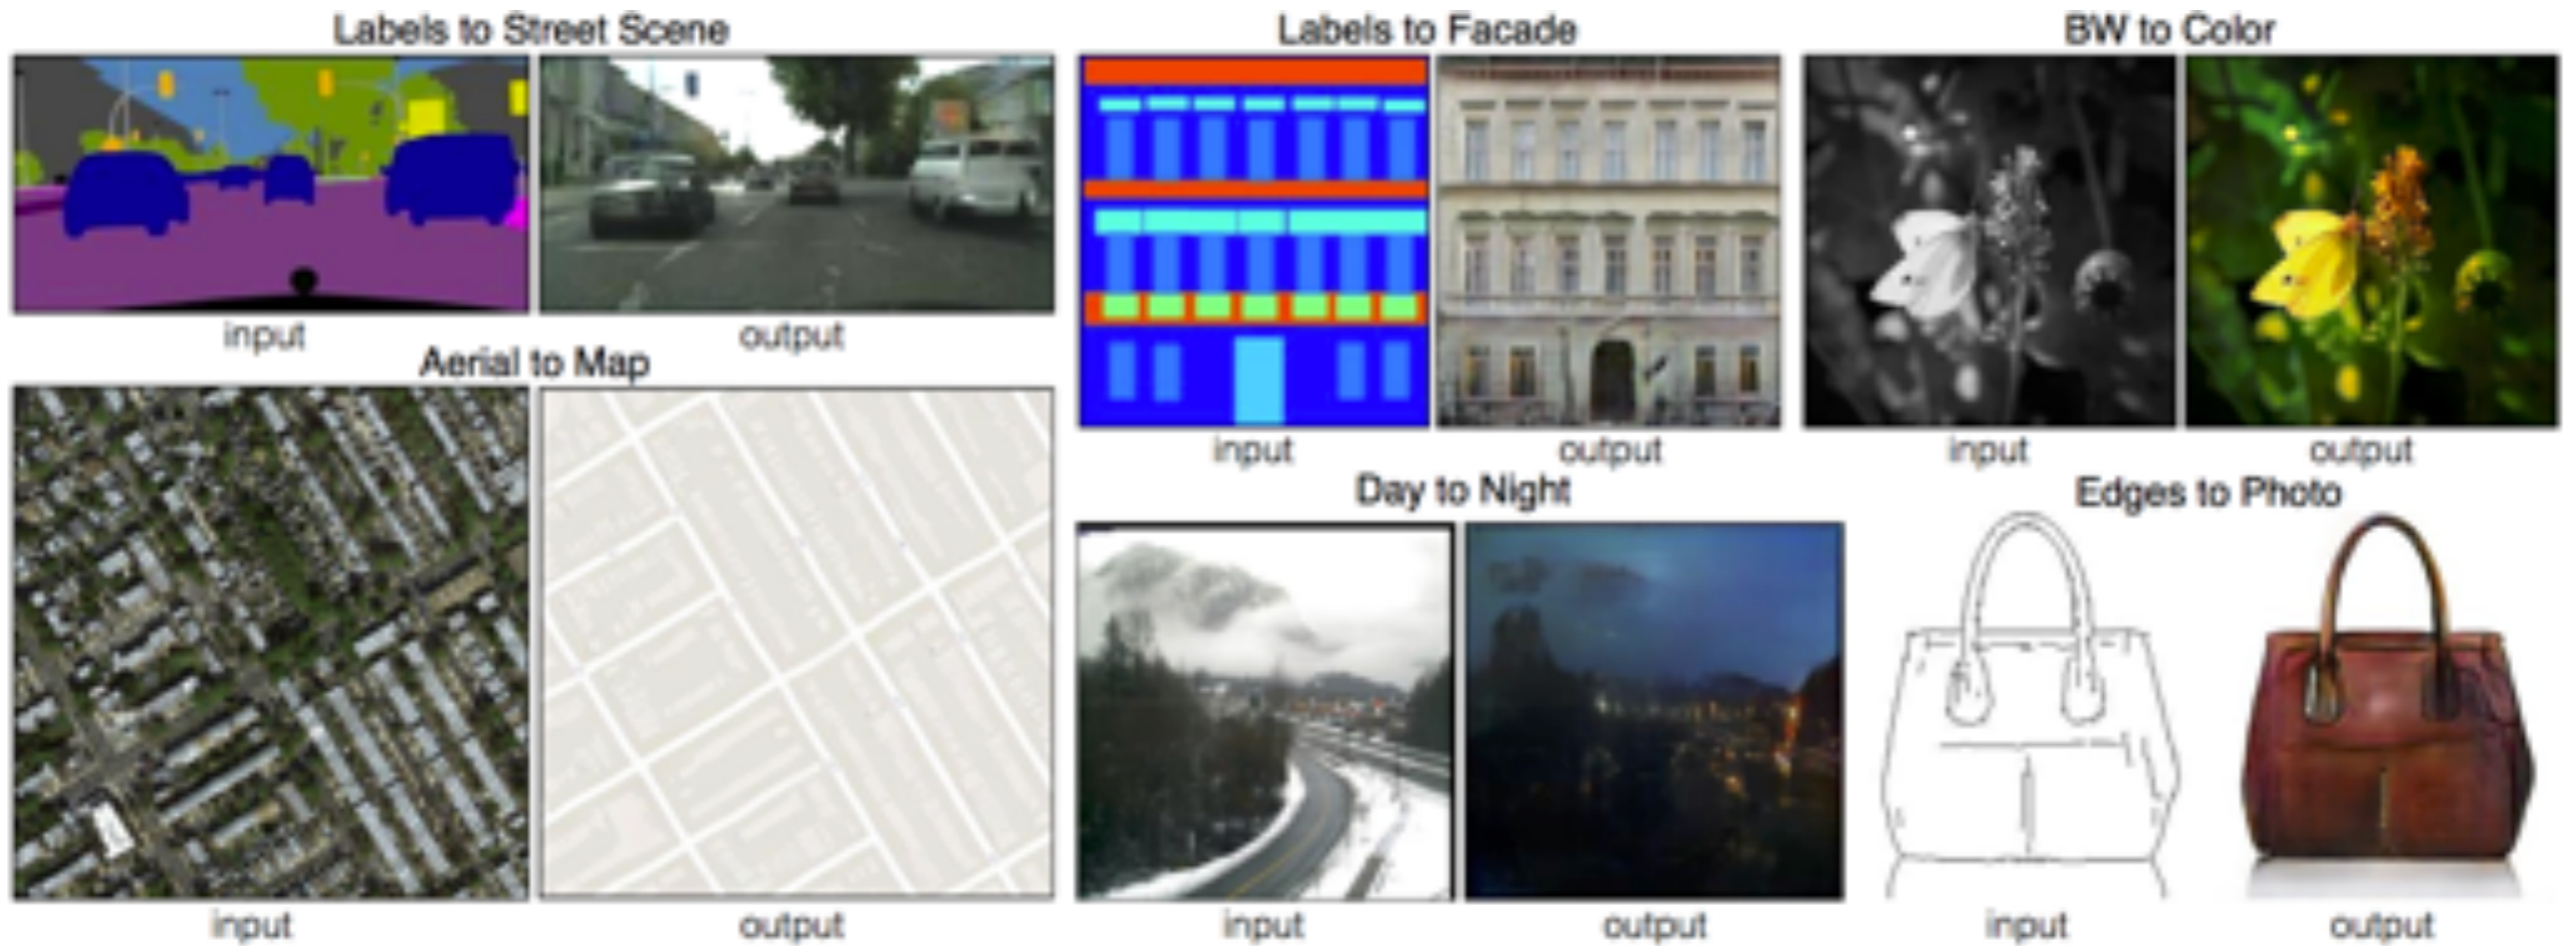 Labels to Street Scene
input
output
Aerial to Map
input
output
Labels to Facade
input
output
BW to Color
input
output
Day to Night
input
output
Edges to Photo
input
output